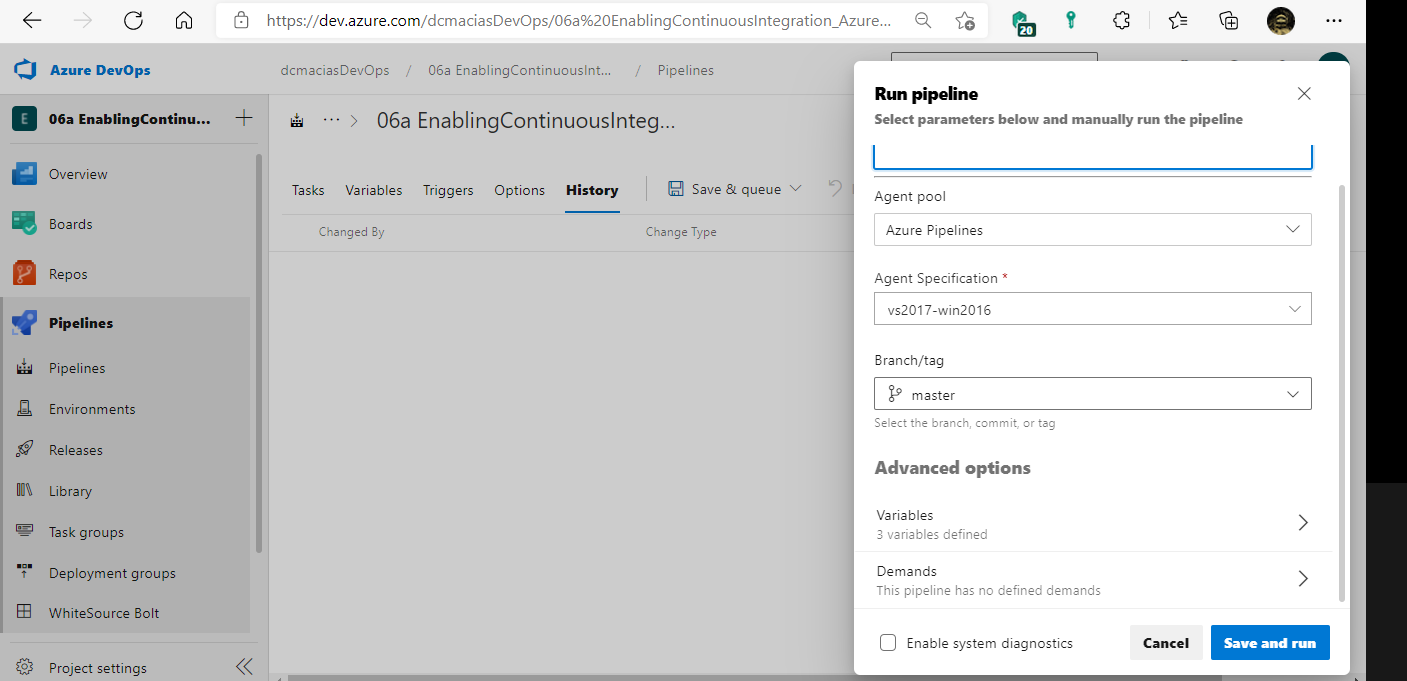 https://dev.azure.com/dcmaciasDevOps/06a%20EnablingContinuousIntegration_Azure...
20
Azure DevOps
dcmaciasDevOps / 06a EnablingContinuousInt... / Pipelines
E 06a EnablingContinu...
Overview
Boards
Repos
Pipelines
Pipelines
Environments
Releases
Library
Task groups
Deployment groups
WhiteSource Bolt
Project settings
... > 06a EnablingContinuousInteg...
Tasks Variables Triggers Options History Save & queue
Changed By Change Type
Run pipeline
Select parameters below and manually run the pipeline
Agent pool
Azure Pipelines
Agent Specification *
vs2017-win2016
Branch/tag
master
Select the branch, commit, or tag
Advanced options
Variables
3 variables defined
Demands
This pipeline has no defined demands
Enable system diagnostics
Cancel
Save and run